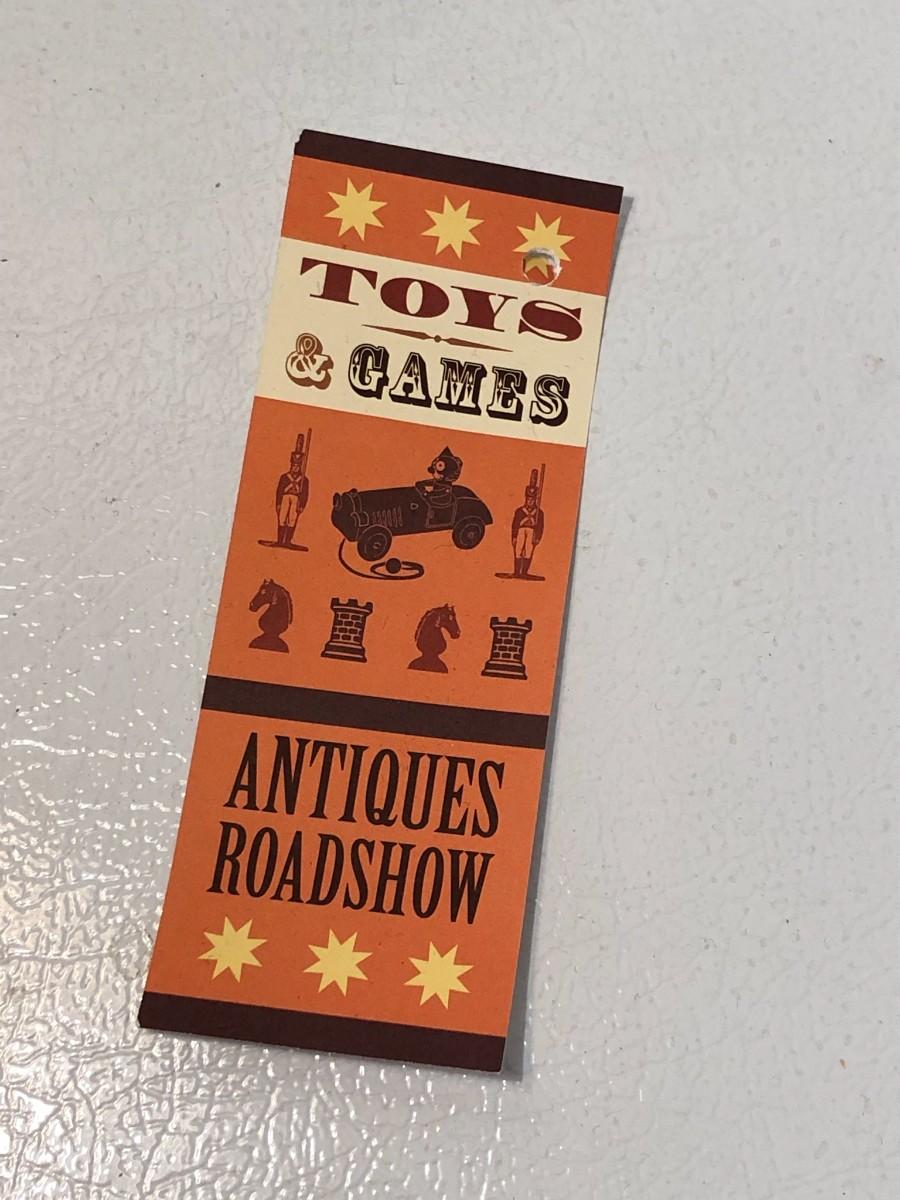 TOYS
& GAMES
ANTIQUES
ROADSHOW